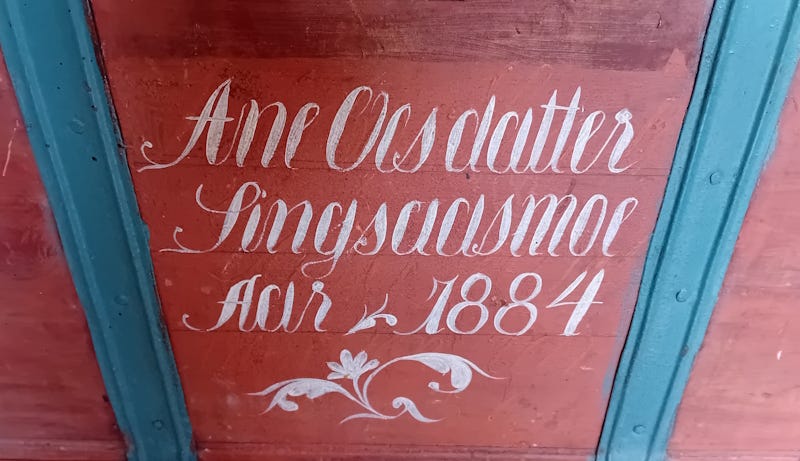 Ane Olsdatter
Singsaasmoe
Aar 1884